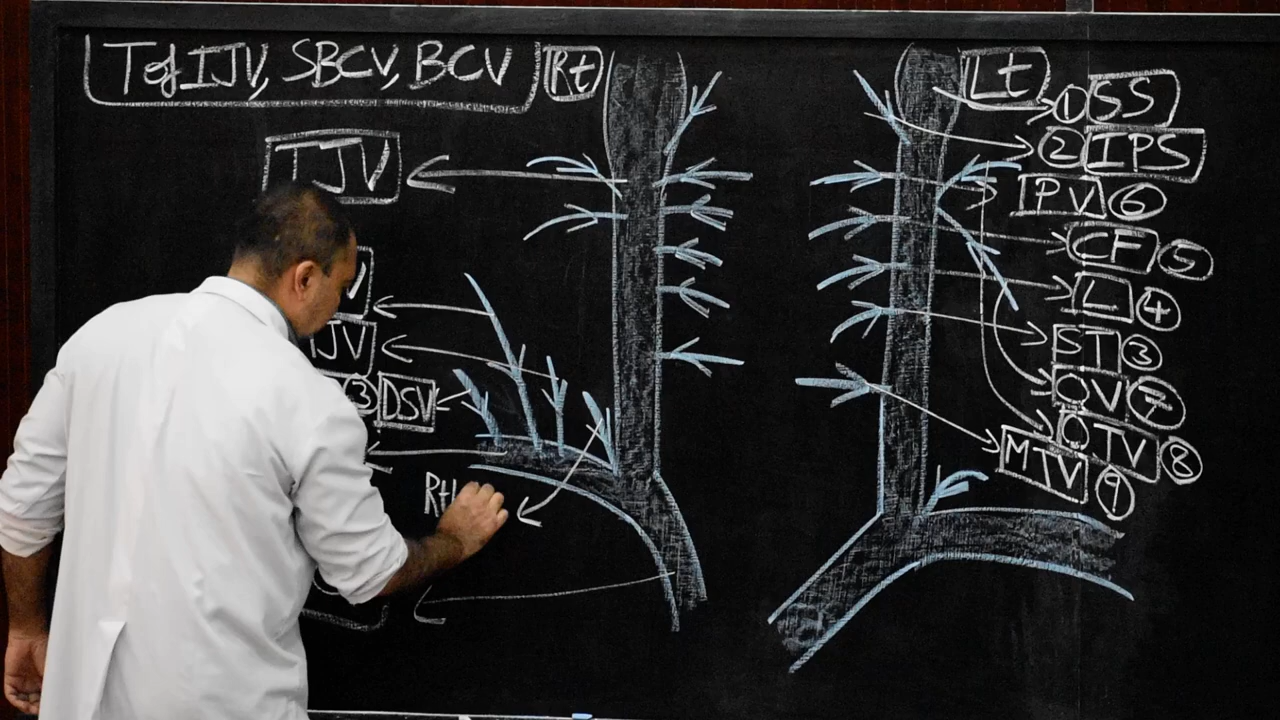 T of IJV, SBCV, BCV Rt
Lt
① SS
② IPS
IJV
PV ⑥
CF ⑤
L ④
ST ③
JV
③ DSV
OV ⑦
O TV ⑧
MTV ⑨
Rt